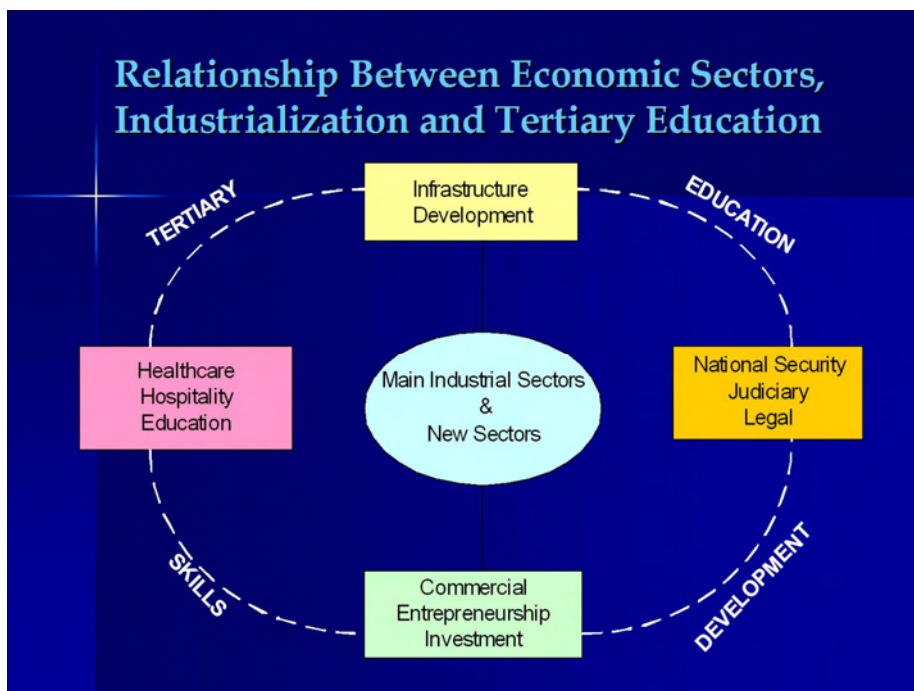 Relationship Between Economic Sectors,
Industrialization and Tertiary Education
TERTIARY
EDUCATION
Infrastructure
Development
Healthcare
Hospitality
Education
Main Industrial Sectors
&
New Sectors
National Security
Judiciary
Legal
SKILLS
DEVELOPMENT
Commercial
Entrepreneurship
Investment